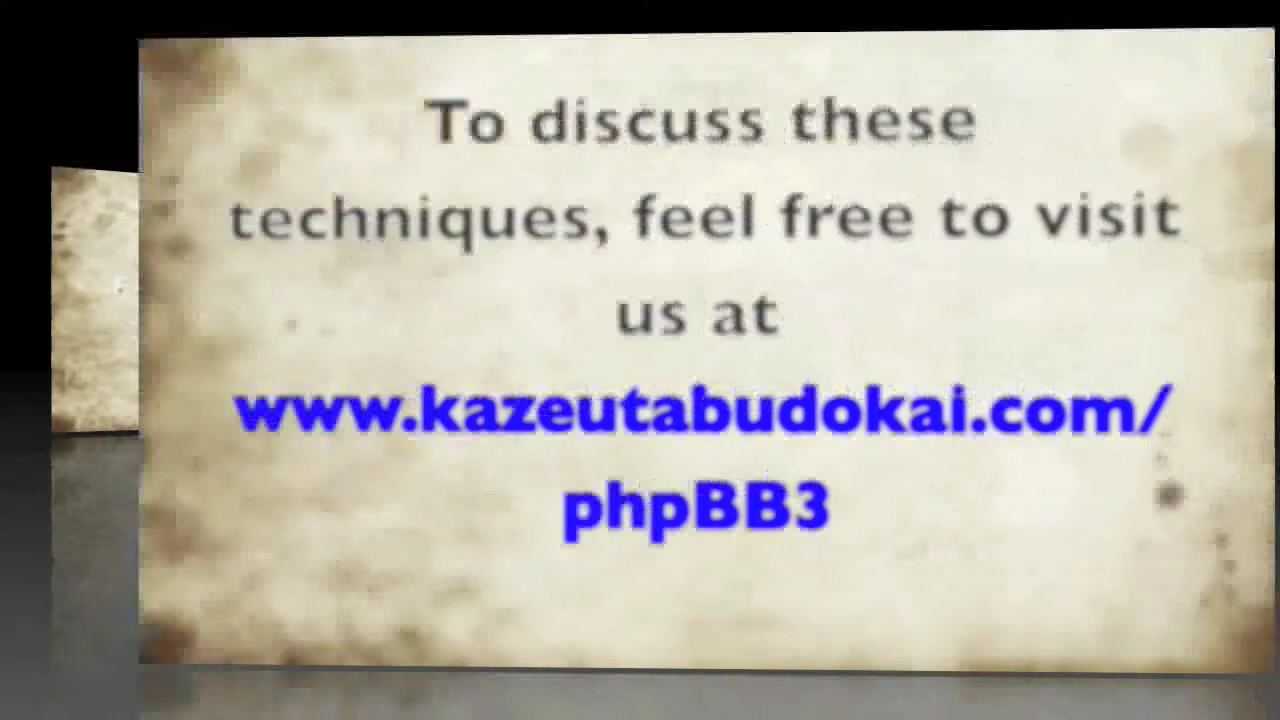 To discuss these
techniques, feel free to visit
us at
www.kazeutabudokai.com/
phpBB3